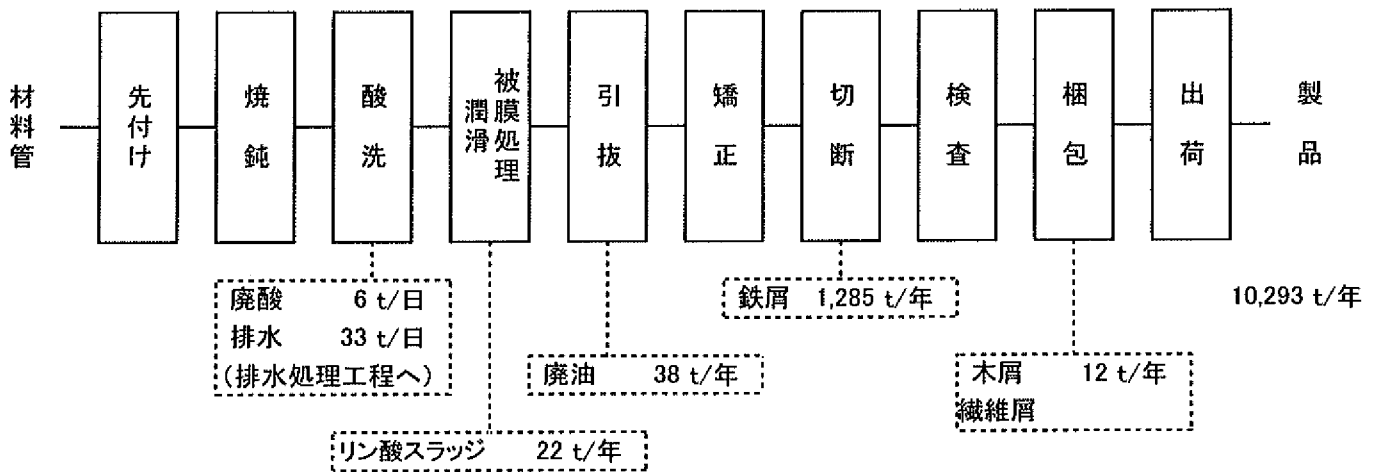 材料管
先付け
焼鈍
酸洗
被膜処理
潤滑
引抜
矯正
切断
検査
梱包
出荷
製品
廃酸 6 t/日
排水 33 t/日
(排水処理工程へ)
リン酸スラッジ 22 t/年
廃油 38 t/年
鉄屑 1,285 t/年
木屑 12 t/年
繊維屑
10,293 t/年